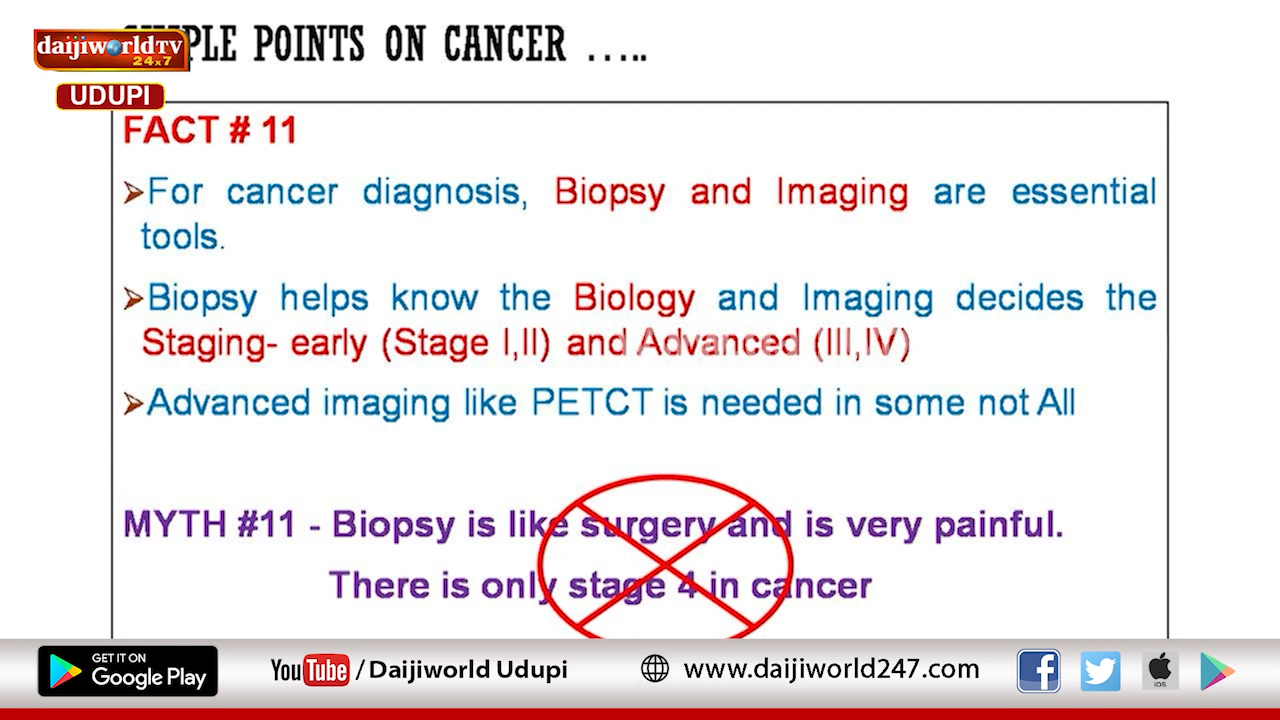 daijiworldTV
24x7
UDUPI
PLE POINTS ON CANCER .....
FACT # 11
➢For cancer diagnosis, Biopsy and Imaging are essential
tools.
➢Biopsy helps know the Biology and Imaging decides the
Staging- early (Stage I,II) and Advanced (III,IV)
➢Advanced imaging like PETCT is needed in some not All
MYTH #11 - Biopsy is like surgery and is very painful.
There is only stage 4 in cancer
GET IT ON
Google Play
YouTube / Daijiworld Udupi
www.daijiworld247.com
iOS